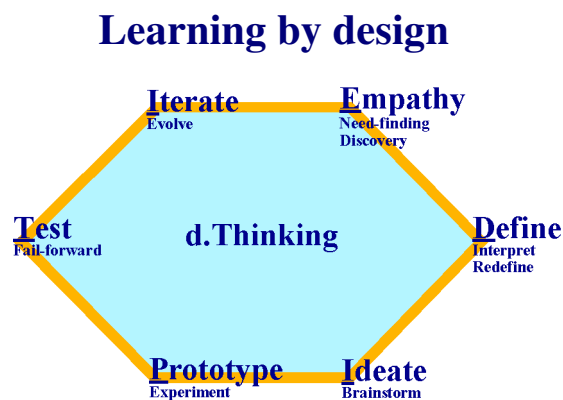 Learning by design
Iterate
Evolve
Empathy
Need-finding
Discovery
Test
Fail-forward
d.Thinking
Define
Interpret
Redefine
Prototype
Experiment
Ideate
Brainstorm